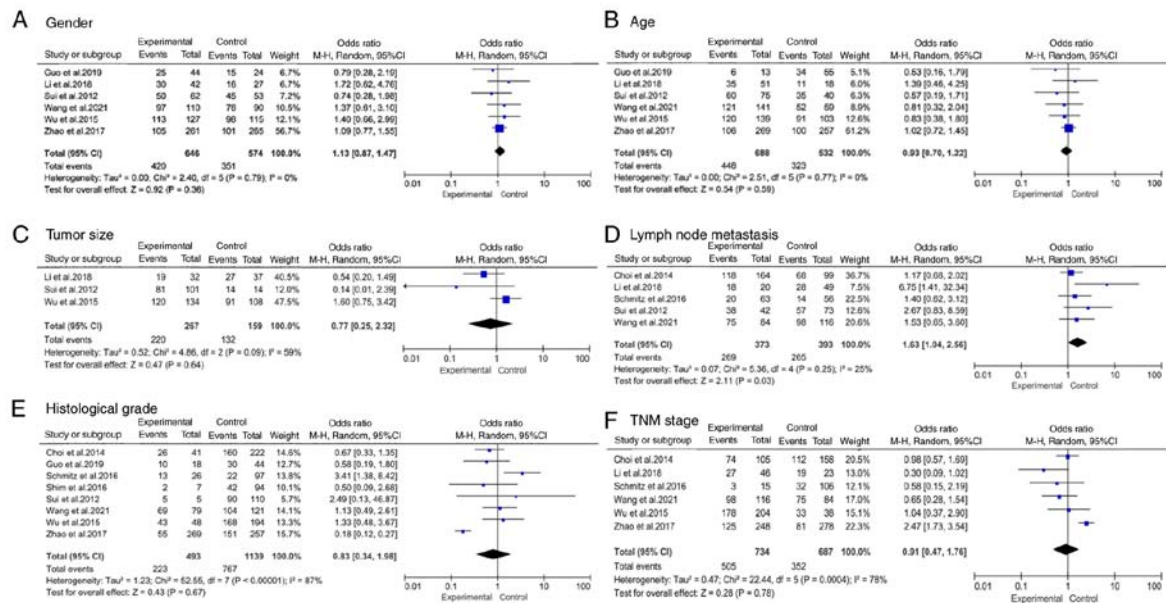 A Gender
Experimental Control Odds ratio Odds ratio
Study or subgroup Events Total Events Total Weight M-H, Random, 95%CI M-H, Random, 95%CI
Guo et al.2019 25 44 15 24 6.7% 0.79 [0.28, 2.19]
Li et al.2018 30 42 16 27 6.7% 1.72 [0.62, 4.76]
Sui et al.2012 50 62 45 53 7.5% 0.74 [0.28, 1.98]
Wang et al.2021 97 110 78 90 10.5% 1.37 [0.61, 3.10]
Wu et al.2015 113 127 98 115 10.9% 1.40 [0.66, 2.99]
Zhao et al.2017 105 261 101 265 56.7% 1.09 [0.77, 1.55]
Total (95% CI) 646 574 100.0% 1.13 [0.87, 1.47]
Total events 420 351
Heterogeneity: Tau² = 0.00; Chi² = 2.40, df = 5 (P = 0.79); I² = 0%
Test for overall effect: Z = 0.92 (P = 0.36)
0.01 0.1 1 10 100
Experimental Control
B Age
Experimental Control Odds ratio Odds ratio
Study or subgroup Events Total Events Total Weight M-H, Random, 95%CI M-H, Random, 95%CI
Guo et al.2019 6 13 34 55 5.1% 0.53 [0.16, 1.79]
Li et al.2018 35 51 11 18 6.0% 1.39 [0.46, 4.25]
Sui et al.2012 60 75 35 40 6.0% 0.57 [0.19, 1.71]
Wang et al.2021 121 141 52 59 8.6% 0.81 [0.32, 2.04]
Wu et al.2015 120 139 91 103 12.5% 0.83 [0.38, 1.80]
Zhao et al.2017 106 269 100 257 61.2% 1.02 [0.72, 1.45]
Total (95% CI) 688 532 100.0% 0.93 [0.70, 1.22]
Total events 448 323
Heterogeneity: Tau² = 0.00; Chi² = 2.51, df = 5 (P = 0.77); I² = 0%
Test for overall effect: Z = 0.54 (P = 0.59)
0.01 0.1 1 10 100
Experimental Control
C Tumor size
Experimental Control Odds ratio Odds ratio
Study or subgroup Events Total Events Total Weight M-H, Random, 95%CI M-H, Random, 95%CI
Li et al.2018 19 32 27 37 40.5% 0.54 [0.20, 1.49]
Sui et al.2012 81 101 14 14 12.0% 0.14 [0.01, 2.39]
Wu et al.2015 120 134 91 108 47.5% 1.60 [0.75, 3.42]
Total (95% CI) 267 159 100.0% 0.77 [0.25, 2.32]
Total events 220 132
Heterogeneity: Tau² = 0.52; Chi² = 4.86, df = 2 (P = 0.09); I² = 59%
Test for overall effect: Z = 0.47 (P = 0.64)
0.01 0.1 1 10 100
Experimental Control
D Lymph node metastasis
Experimental Control Odds ratio Odds ratio
Study or subgroup Events Total Events Total Weight M-H, Random, 95%CI M-H, Random, 95%CI
Choi et al.2014 118 164 68 99 36.7% 1.17 [0.68, 2.02]
Li et al.2018 18 20 28 49 7.5% 6.75 [1.41, 32.34]
Schmitz et al.2016 20 63 14 56 22.5% 1.40 [0.62, 3.12]
Sui et al.2012 38 42 57 73 12.7% 2.67 [0.83, 8.59]
Wang et al.2021 75 84 98 116 20.6% 1.53 [0.65, 3.60]
Total (95% CI) 373 393 100.0% 1.63 [1.04, 2.56]
Total events 269 265
Heterogeneity: Tau² = 0.07; Chi² = 5.36, df = 4 (P = 0.25); I² = 25%
Test for overall effect: Z = 2.11 (P = 0.03)
0.01 0.1 1 10 100
Experimental Control
E Histological grade
Experimental Control Odds ratio Odds ratio
Study or subgroup Events Total Events Total Weight M-H, Random, 95%CI M-H, Random, 95%CI
Choi et al.2014 26 41 160 222 14.6% 0.67 [0.33, 1.35]
Guo et al.2019 10 18 30 44 12.7% 0.58 [0.19, 1.80]
Schmitz et al.2016 13 26 22 97 13.8% 3.41 [1.38, 8.42]
Shim et al.2016 2 7 42 94 10.1% 0.50 [0.09, 2.68]
Sui et al.2012 5 5 90 110 5.7% 2.49 [0.13, 46.87]
Wang et al.2021 69 79 104 121 14.0% 1.13 [0.49, 2.61]
Wu et al.2015 43 48 168 194 13.5% 1.33 [0.48, 3.67]
Zhao et al.2017 55 269 151 257 15.6% 0.18 [0.12, 0.27]
Total (95% CI) 493 1139 100.0% 0.83 [0.34, 1.98]
Total events 223 767
Heterogeneity: Tau² = 1.23; Chi² = 52.55, df = 7 (P < 0.00001); I² = 87%
Test for overall effect: Z = 0.43 (P = 0.67)
0.01 0.1 1 10 100
Experimental Control
F TNM stage
Experimental Control Odds ratio Odds ratio
Study or subgroup Events Total Events Total Weight M-H, Random, 95%CI M-H, Random, 95%CI
Choi et al.2014 74 105 112 158 20.5% 0.98 [0.57, 1.69]
Li et al.2018 27 46 19 23 12.9% 0.30 [0.09, 1.02]
Schmitz et al.2016 3 15 32 106 11.0% 0.58 [0.15, 2.19]
Wang et al.2021 98 116 75 84 18.2% 0.65 [0.28, 1.54]
Wu et al.2015 178 204 33 38 15.1% 1.04 [0.37, 2.90]
Zhao et al.2017 125 248 81 278 22.3% 2.47 [1.73, 3.54]
Total (95% CI) 734 687 100.0% 0.91 [0.47, 1.76]
Total events 505 352
Heterogeneity: Tau² = 0.47; Chi² = 22.44, df = 5 (P = 0.0004); I² = 78%
Test for overall effect: Z = 0.28 (P = 0.78)
0.01 0.1 1 10 100
Experimental Control